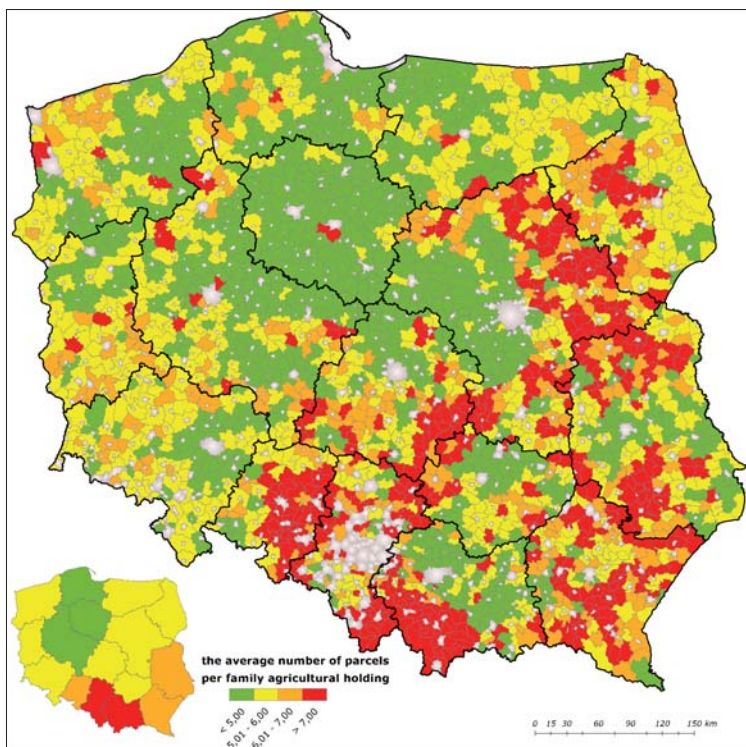 the average number of parcels
per family agricultural holding
< 5,00
5,01 - 6,00
6,01 - 7,00
> 7,00
0 15 30 60 90 120 150 km